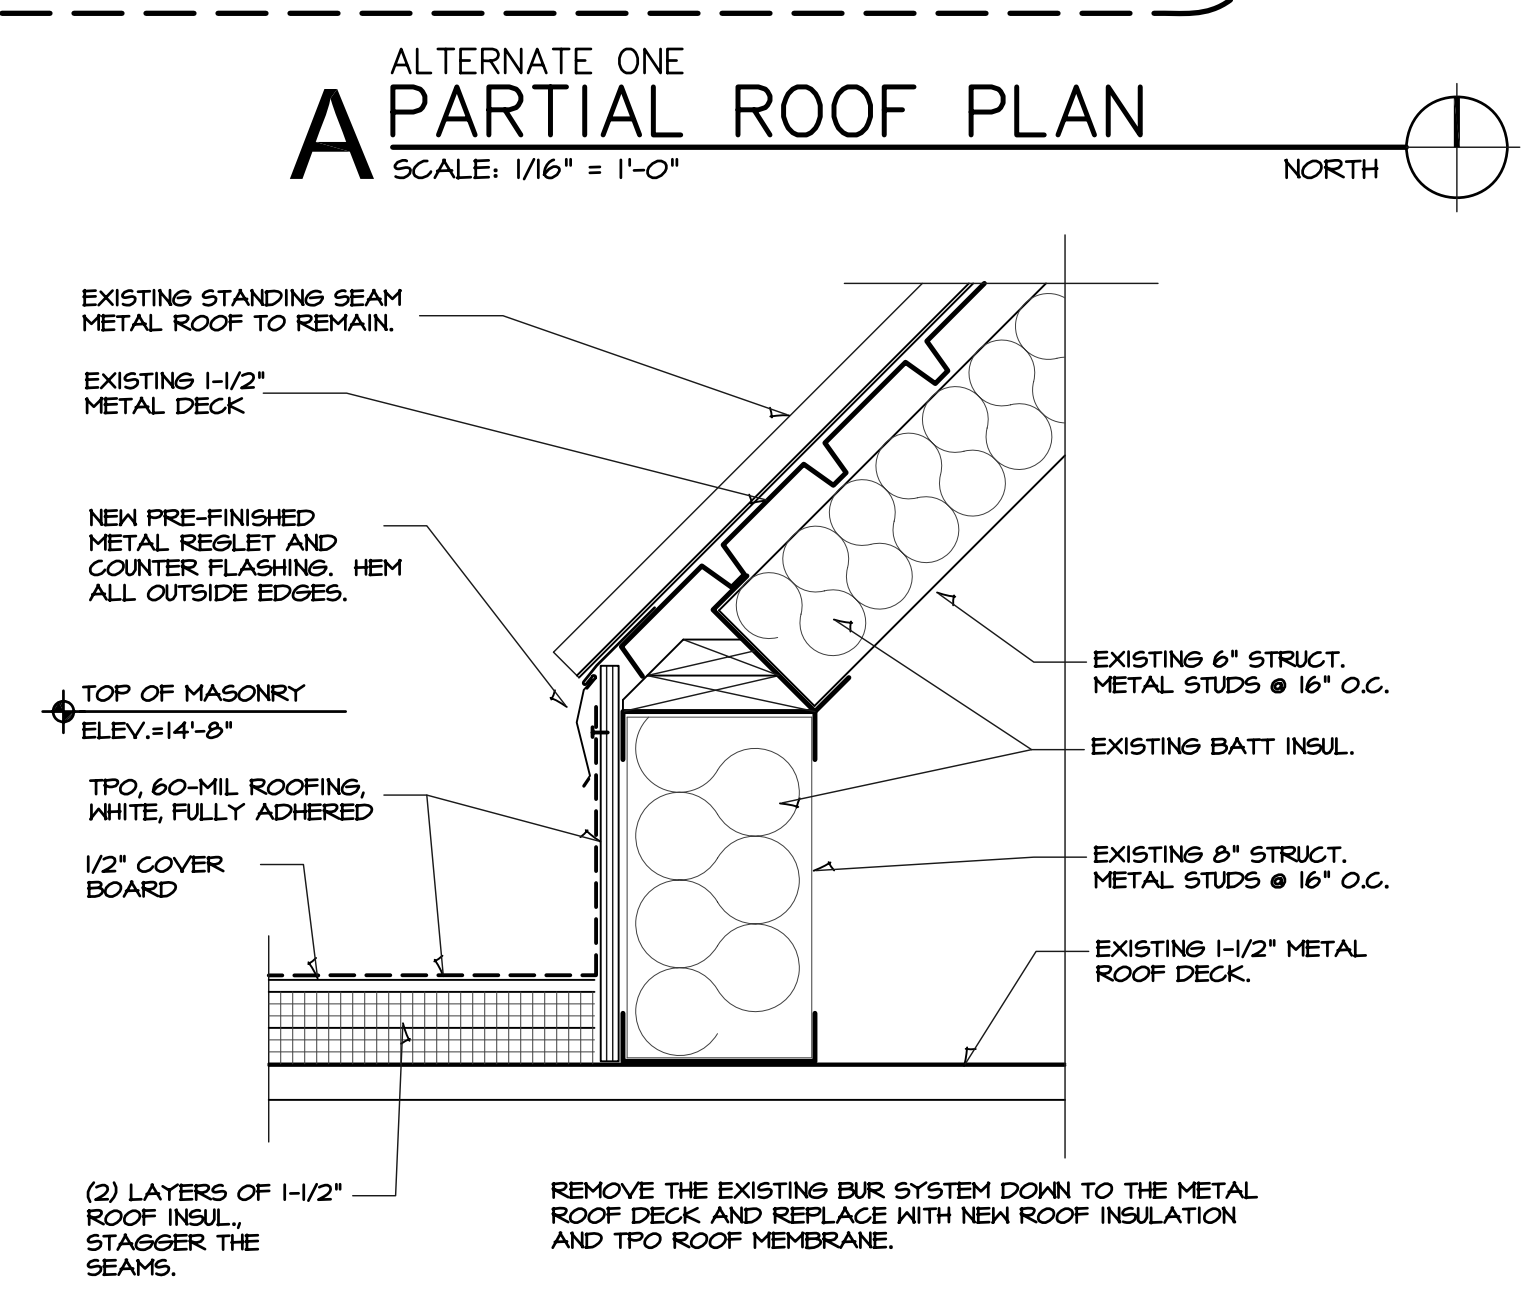 ALTERNATE ONE
A PARTIAL ROOF PLAN
SCALE: 1/16" = 1'-0"
NORTH
EXISTING STANDING SEAM
METAL ROOF TO REMAIN.
EXISTING 1-1/2"
METAL DECK
NEW PRE-FINISHED
METAL REGLET AND
COUNTER FLASHING. HEM
ALL OUTSIDE EDGES.
TOP OF MASONRY
ELEV.=14'-8"
TPO, 60-MIL ROOFING,
WHITE, FULLY ADHERED
1/2" COVER
BOARD
(2) LAYERS OF 1-1/2"
ROOF INSUL.,
STAGGER THE
SEAMS.
EXISTING 6" STRUCT.
METAL STUDS @ 16" O.C.
EXISTING BATT INSUL.
EXISTING 8" STRUCT.
METAL STUDS @ 16" O.C.
EXISTING 1-1/2" METAL
ROOF DECK.
REMOVE THE EXISTING BUR SYSTEM DOWN TO THE METAL
ROOF DECK AND REPLACE WITH NEW ROOF INSULATION
AND TPO ROOF MEMBRANE.